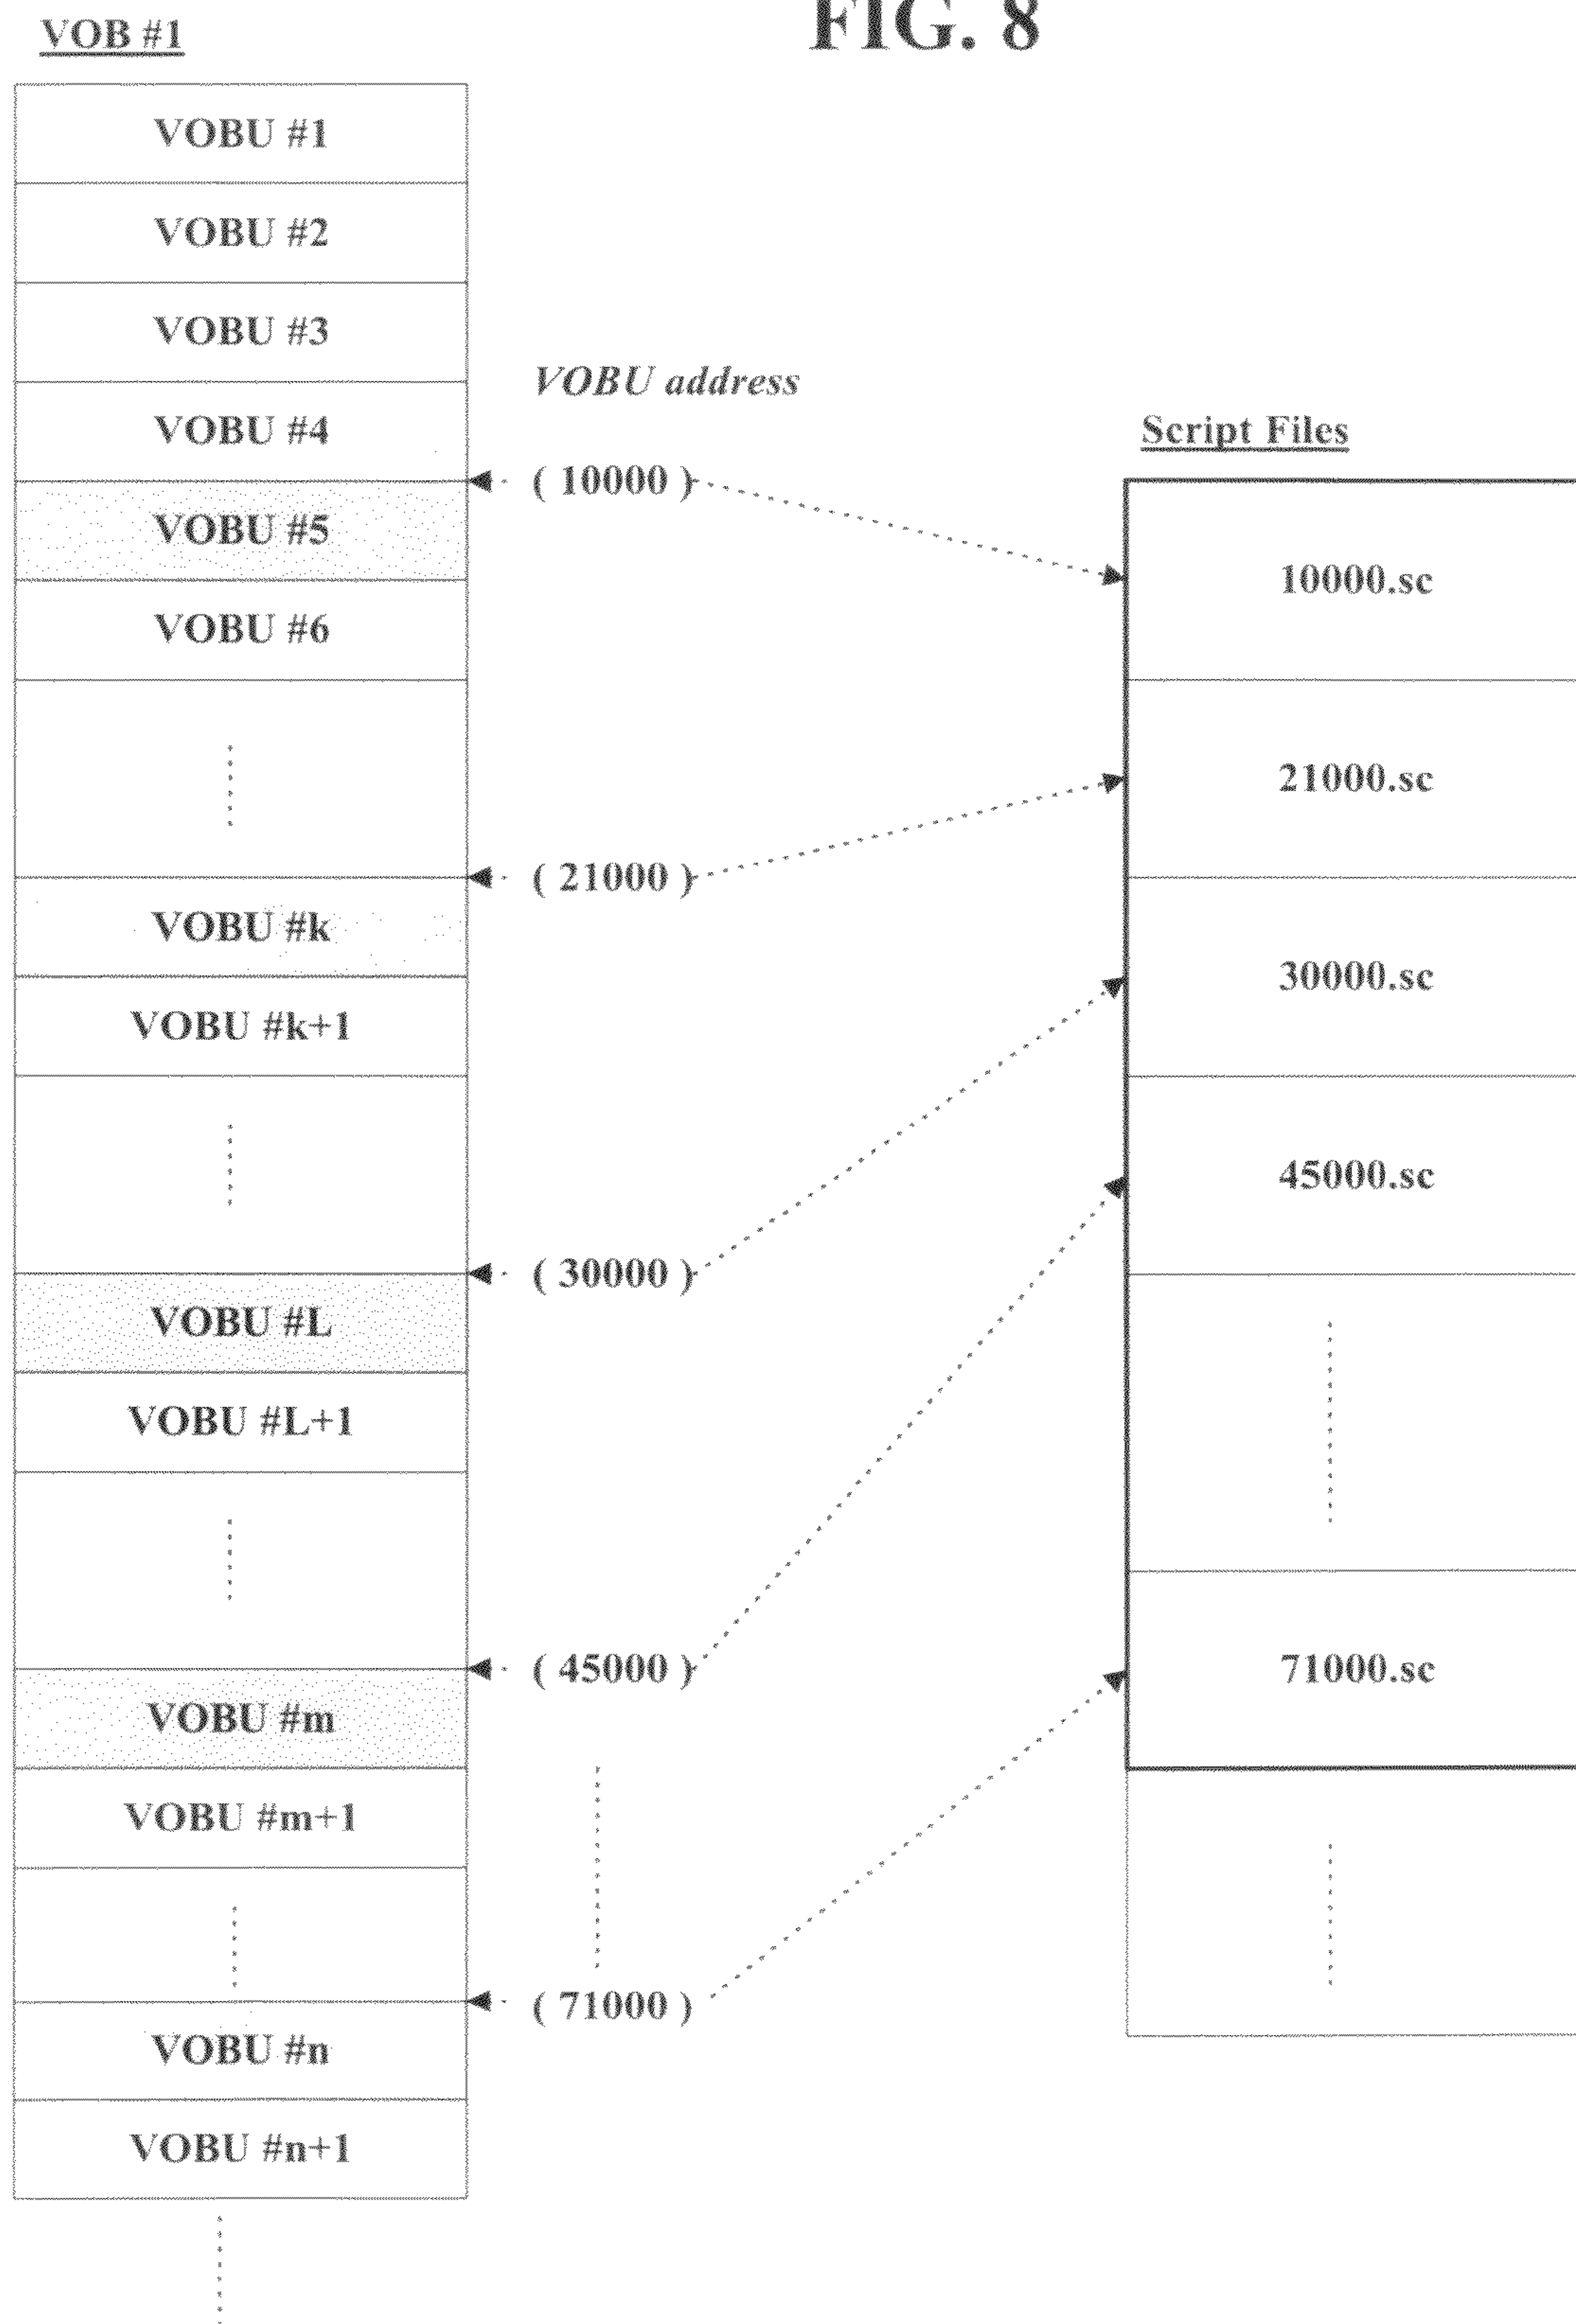 FIG. 8
VOB #1
VOBU #1
VOBU #2
VOBU #3
VOBU #4
VOBU #5
VOBU #6
VOBU #k
VOBU #k+1
VOBU #L
VOBU #L+1
VOBU #m
VOBU #m+1
VOBU #n
VOBU #n+1
VOBU address
( 10000 )
( 21000 )
( 30000 )
( 45000 )
( 71000 )
Script Files
10000.sc
21000.sc
30000.sc
45000.sc
71000.sc